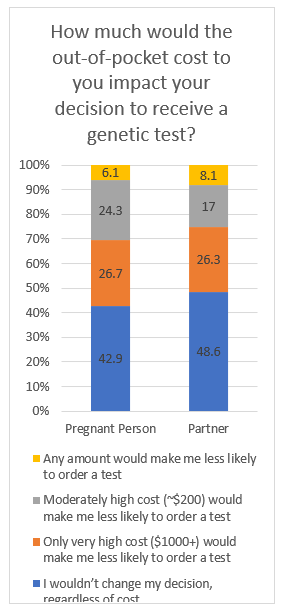 How much would the
out-of-pocket cost to
you impact your
decision to receive a
genetic test?
100%
90%
80%
70%
60%
50%
40%
30%
20%
10%
0%
6.1
24.3
26.7
42.9
8.1
17
26.3
48.6
Pregnant Person
Partner
Any amount would make me less likely
to order a test
Moderately high cost (~$200) would
make me less likely to order a test
Only very high cost ($1000+) would
make me less likely to order a test
I wouldn't change my decision,
regardless of cost